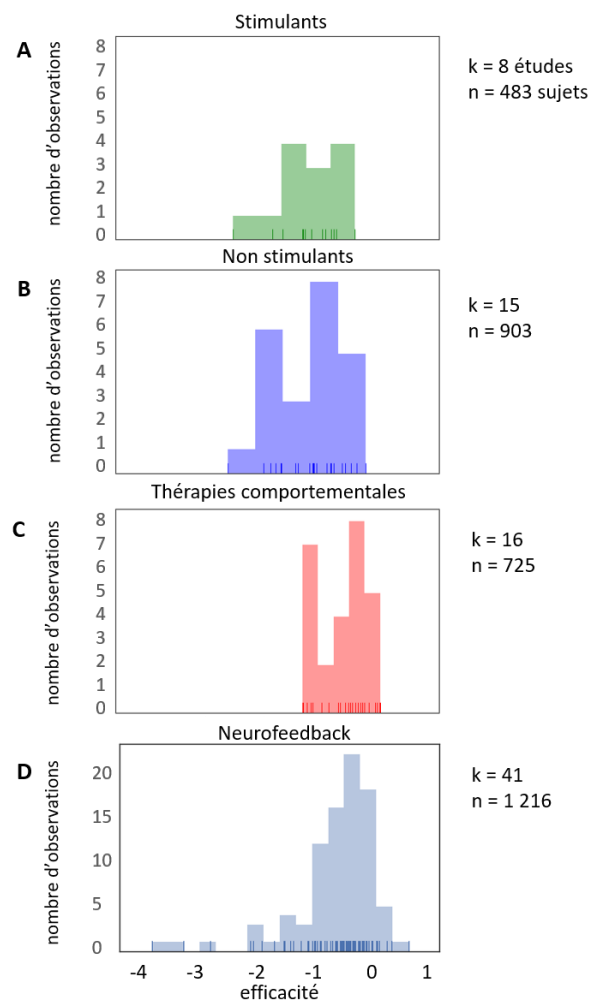 Stimulants
A
nombre d'observations
8
7
6
5
4
3
2
1
0
k = 8 études
n = 483 sujets
Non stimulants
B
nombre d'observations
8
7
6
5
4
3
2
1
0
k = 15
n = 903
Thérapies comportementales
C
nombre d'observations
8
7
6
5
4
3
2
1
0
k = 16
n = 725
Neurofeedback
D
nombre d'observations
20
15
10
5
0
k = 41
n = 1 216
-4 -3 -2 -1 0 1
efficacité